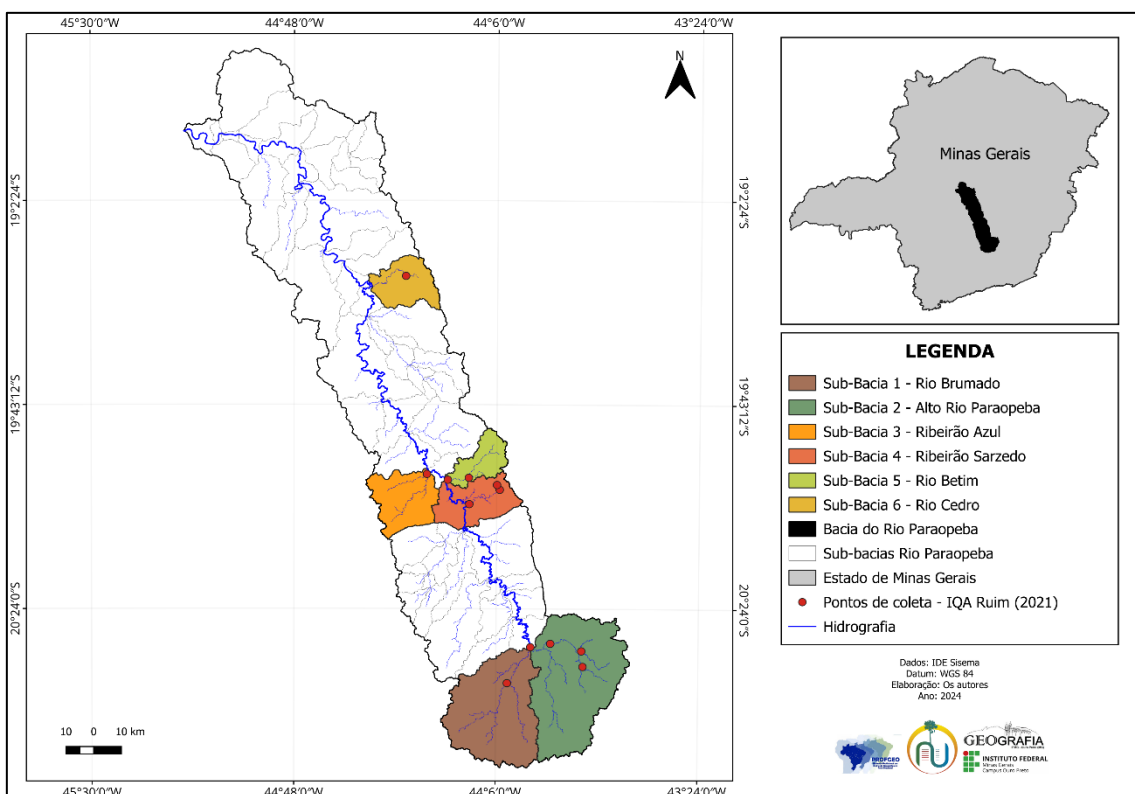 45°30'0"W 44°48'0"W 44°6'0"W 43°24'0"W
N
Minas Gerais
19°2'24"S 19°2'24"S
19°43'12"S 19°43'12"S
20°24'0"S 20°24'0"S
10 0 10 km
45°30'0"W 44°48'0"W 44°6'0"W 43°24'0"W
LEGENDA
Sub-Bacia 1 - Rio Brumado
Sub-Bacia 2 - Alto Rio Paraopeba
Sub-Bacia 3 - Ribeirão Azul
Sub-Bacia 4 - Ribeirão Sarzedo
Sub-Bacia 5 - Rio Betim
Sub-Bacia 6 - Rio Cedro
Bacia do Rio Paraopeba
Sub-bacias Rio Paraopeba
Estado de Minas Gerais
Pontos de coleta - IQA Ruim (2021)
Hidrografia
Dados: IDE Sisema
Datum: WGS 84
Elaboração: Os autores
Ano: 2024
GEOGRAFIA
INSTITUTO FEDERAL
Minas Gerais
Campus Ouro Preto